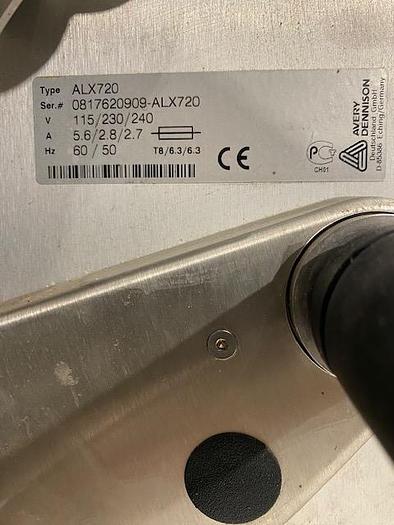 Type ALX720
Ser.# 0817620909-ALX720
V 115/230/240
A 5.6/2.8/2.7
Hz 60/50 T8/6.3/6.3
CE
P
CH01
AVERY
DENNISON
Deutschland GmbH
D-85386 Eching/Germany